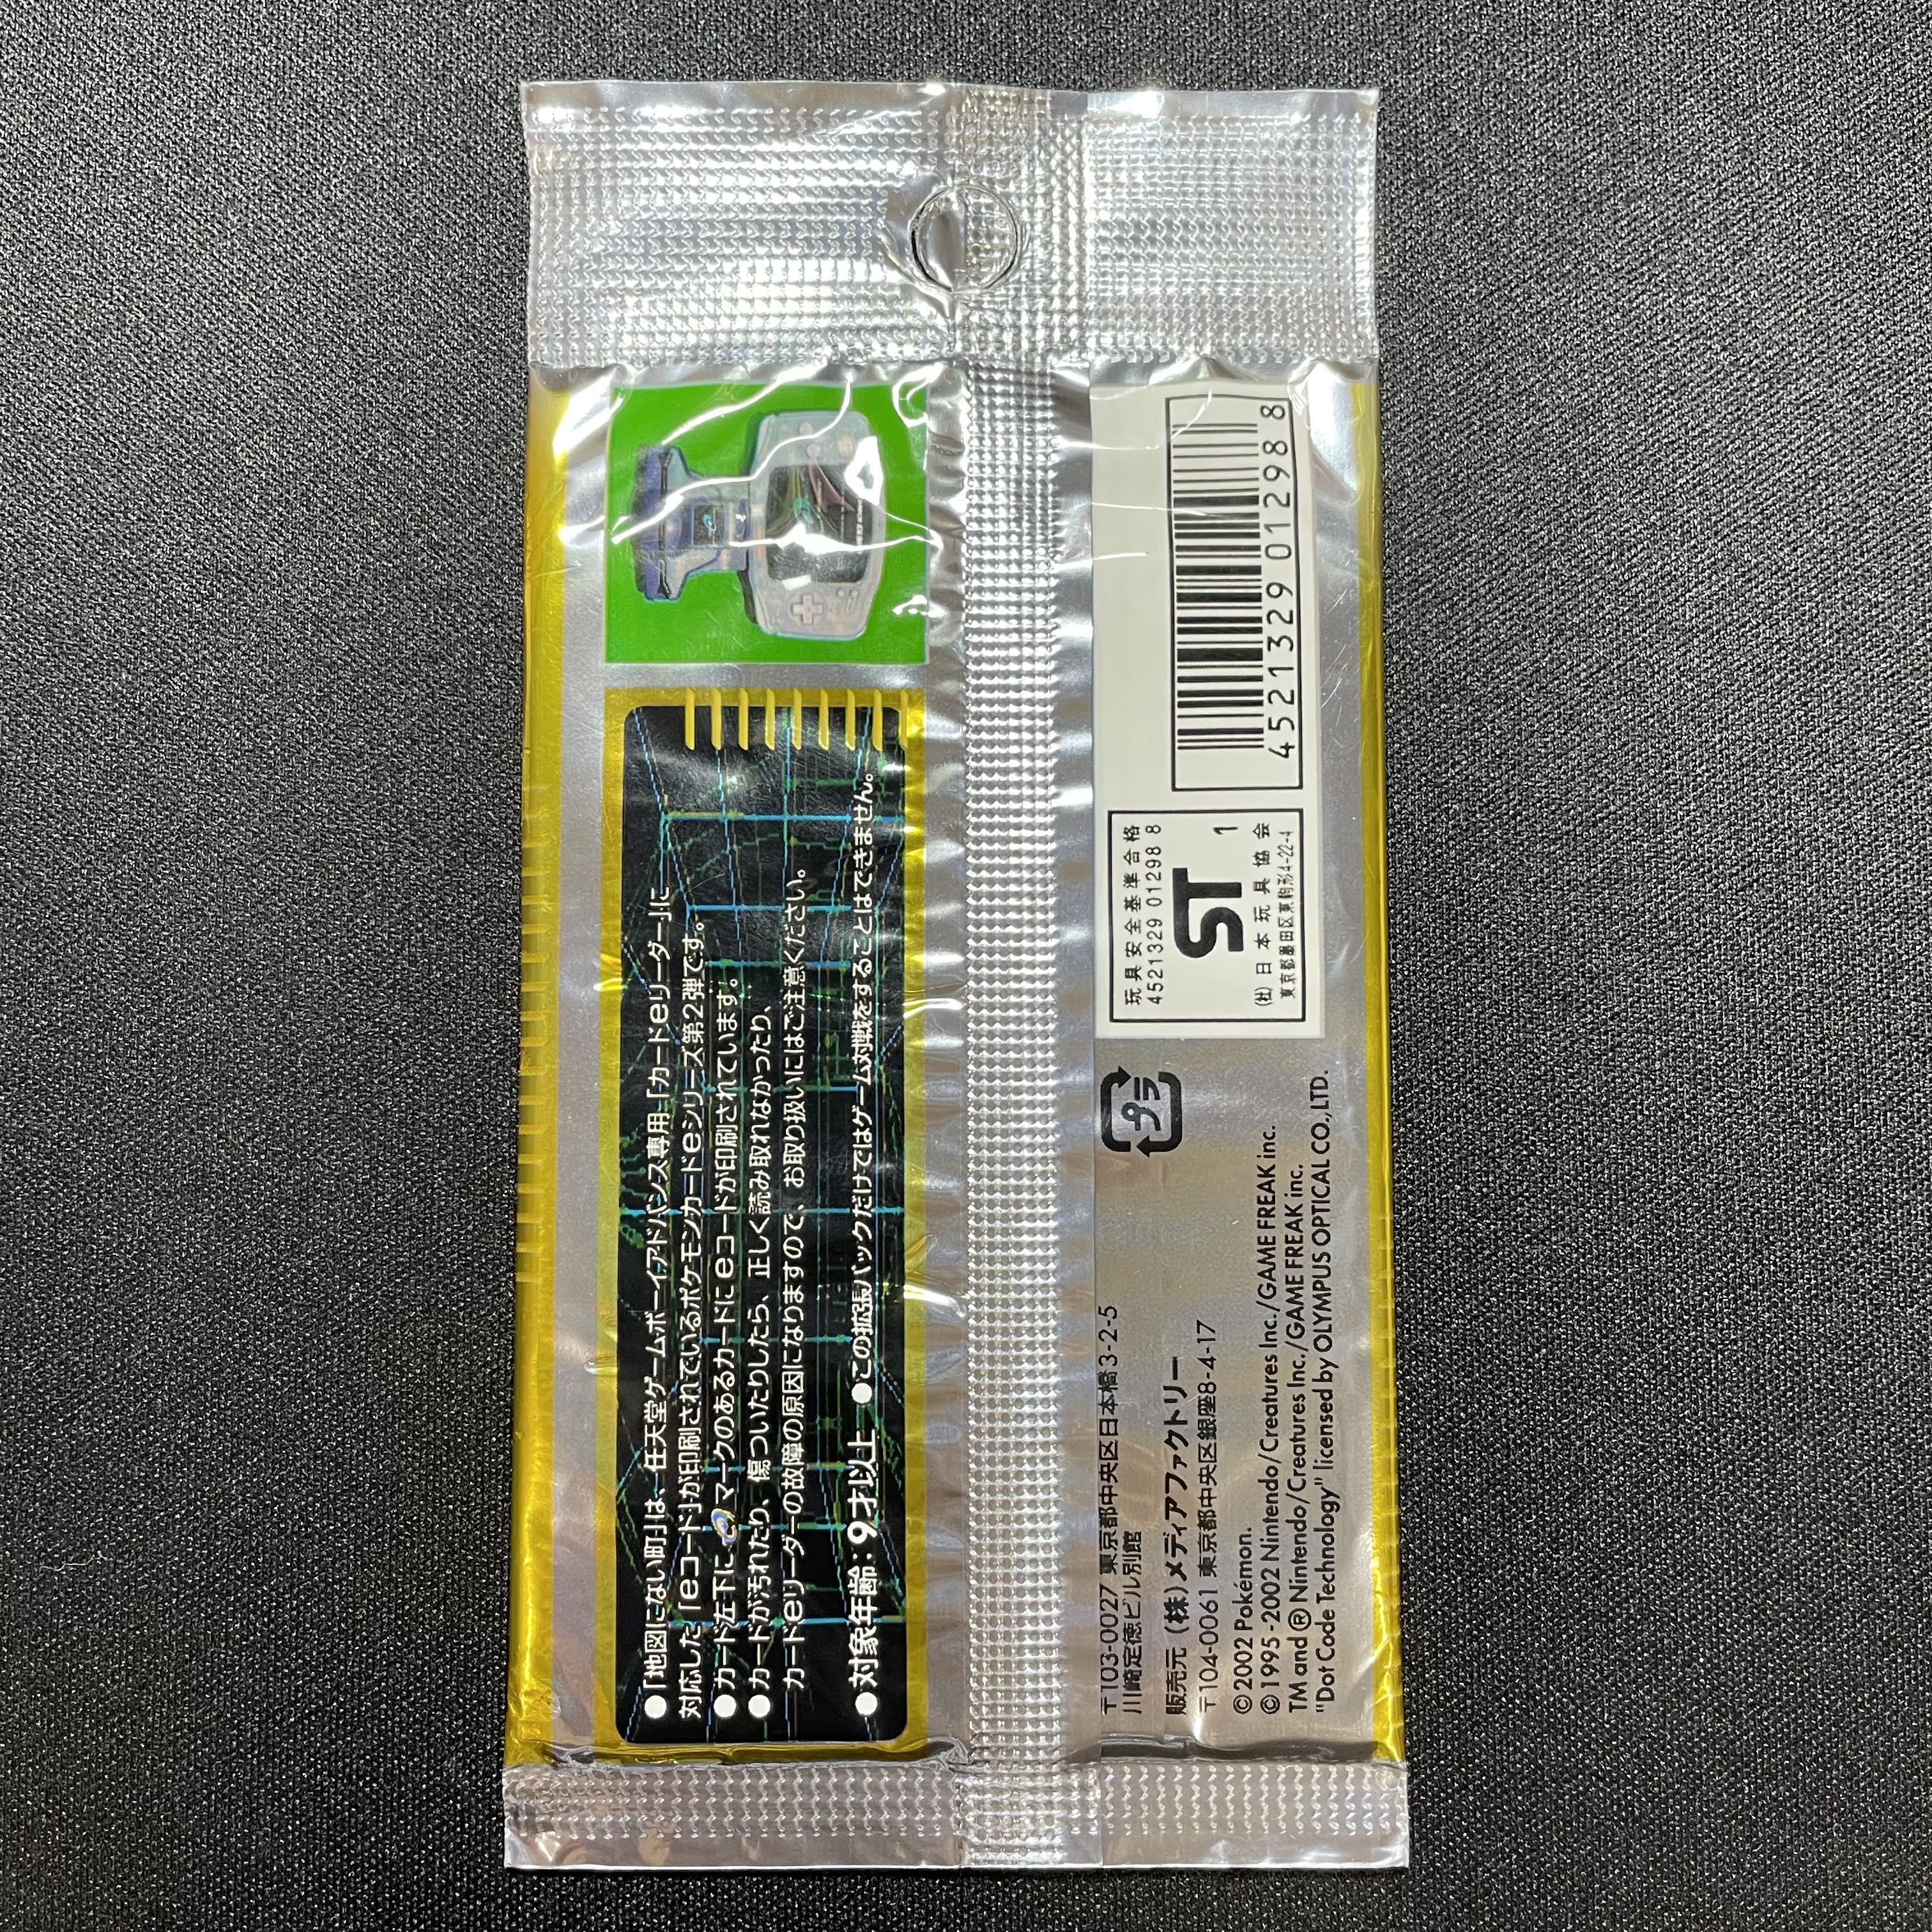 ●「地図にない町」は、任天堂ゲームボーイアドバンス専用「カードeリーダー」に
対応した「eコード」が印刷されているポケモンカードeシリーズ第2弾です。
●カード左下に e マークのあるカードにeコードが印刷されています。
●カードが汚れたり、傷ついたりしたら、正しく読み取れなかったり、
カードeリーダーの故障の原因になりますので、お取り扱いにはご注意ください。
●対象年齢：9才以上 ●この拡張パックだけではゲーム対戦をすることはできません。
〒103-0027 東京都中央区日本橋3-2-5
川崎定徳ビル別館
販売元 (株)メディアファクトリー
〒104-0061 東京都中央区銀座8-4-17
©2002 Pokémon.
©1995-2002 Nintendo/Creatures Inc./GAME FREAK inc.
TM and ® Nintendo/Creatures Inc./GAME FREAK inc.
"Dot Code Technology" licensed by OLYMPUS OPTICAL CO.,LTD.
プラ
玩具安全基準合格
4521329 01298 8
ST 1
(社)日本玩具協会
東京都墨田区東駒形4-22-4
4 521329 01298 8